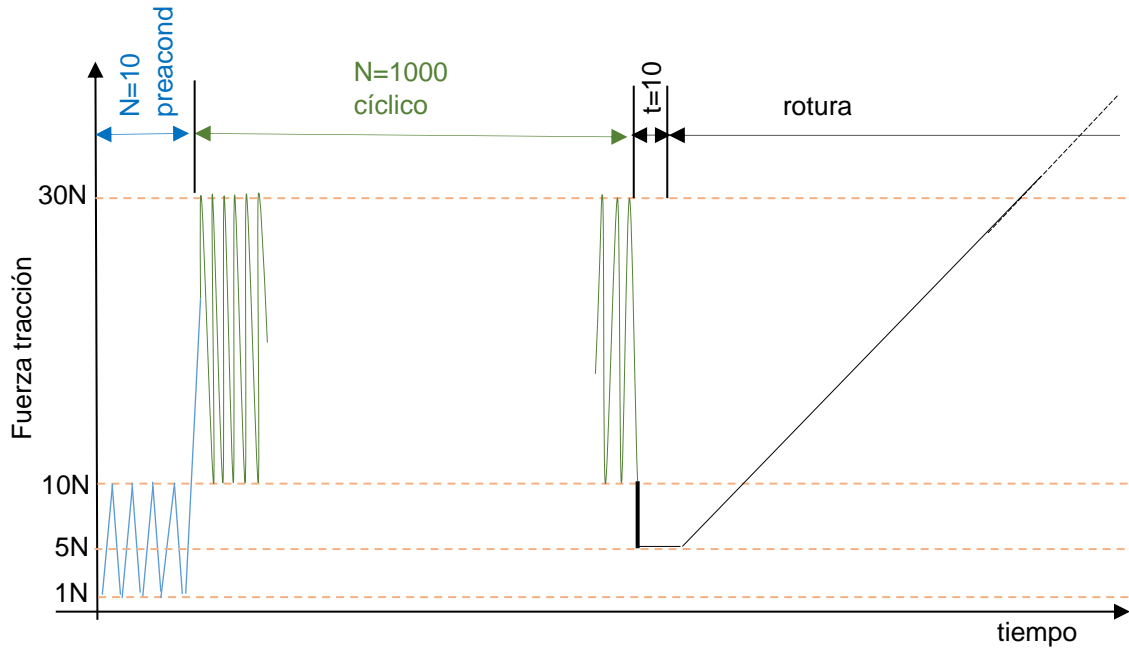 N=10
preacond
N=1000
cíclico
t=10
rotura
30N
Fuerza tracción
10N
5N
1N
tiempo